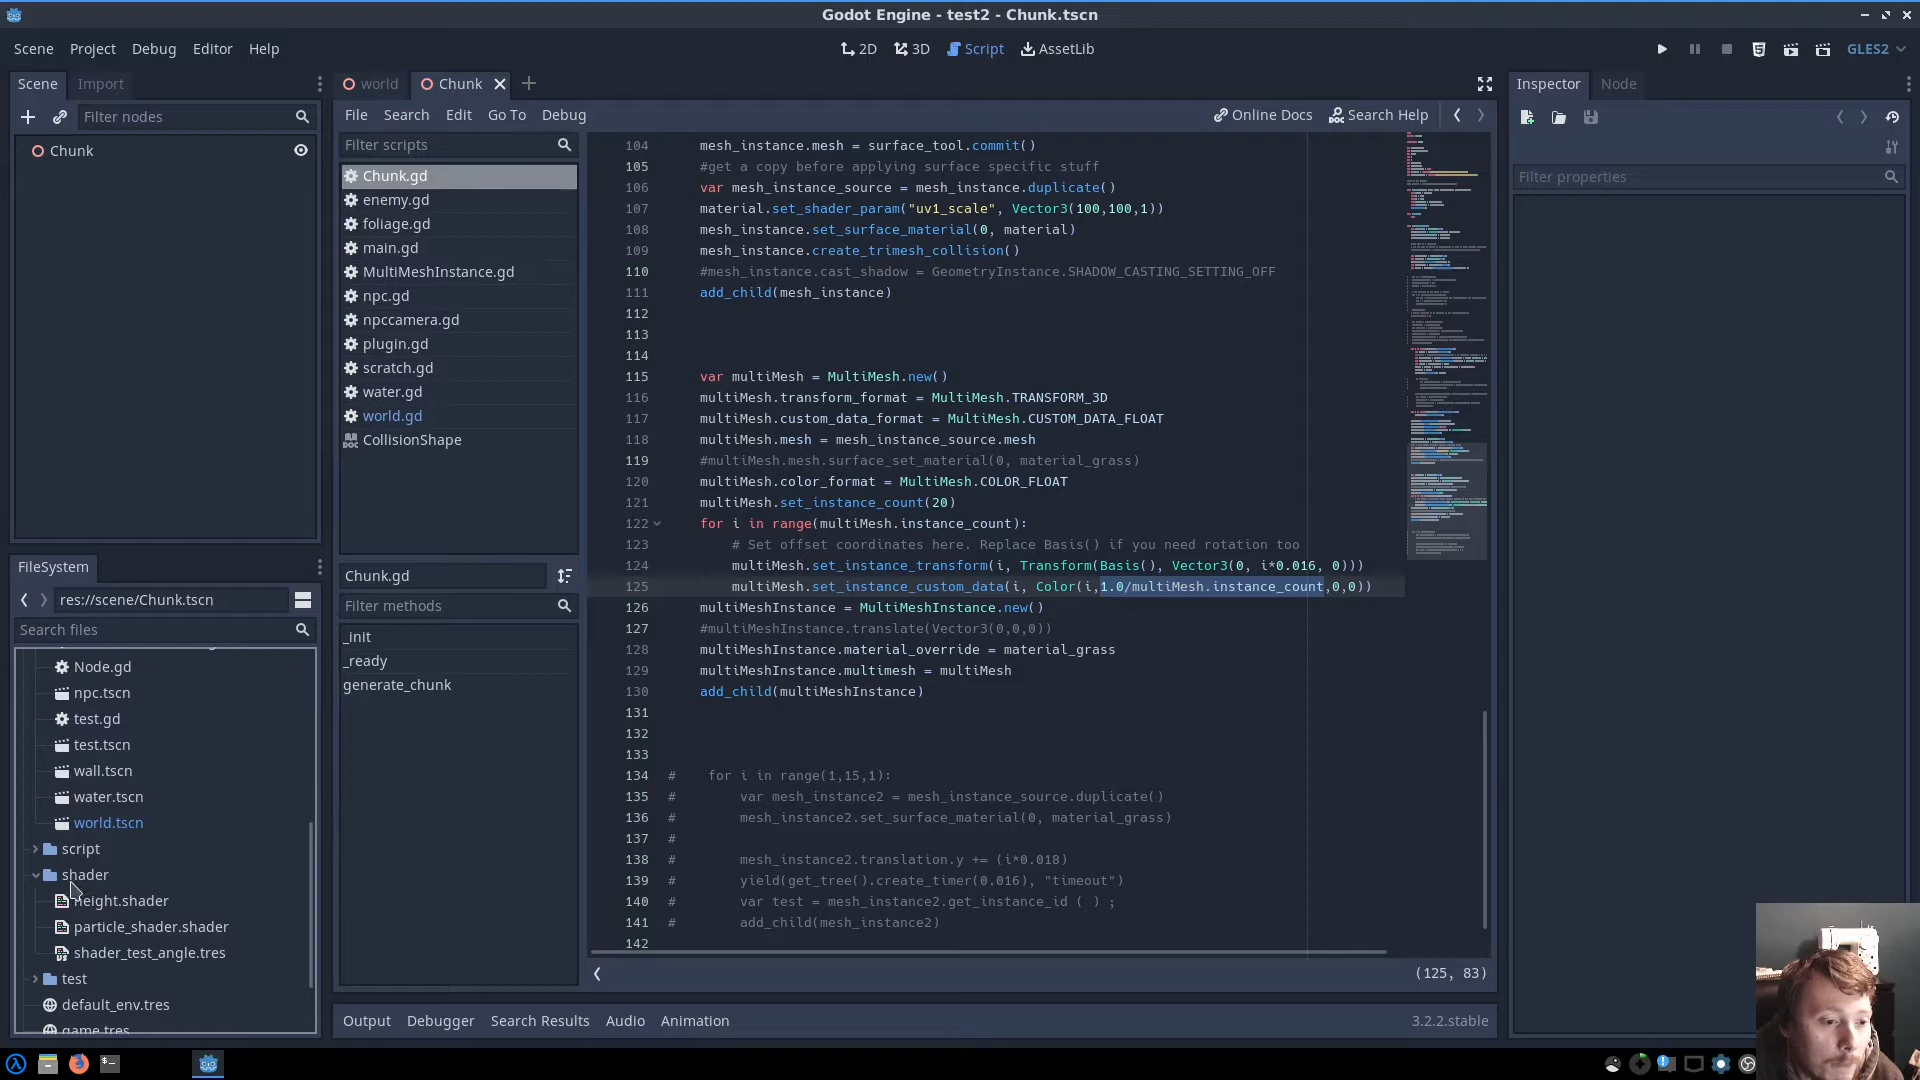 Godot Engine - test2 - Chunk.tscn
Scene Project Debug Editor Help
2D 3D Script AssetLib
GLES2
Scene Import
Filter nodes
Chunk
world Chunk
File Search Edit Go To Debug
Online Docs Search Help
Filter scripts
Chunk.gd
enemy.gd
foliage.gd
main.gd
MultiMeshInstance.gd
npc.gd
npccamera.gd
plugin.gd
scratch.gd
water.gd
world.gd
CollisionShape
Chunk.gd
Filter methods
_init
_ready
generate_chunk
104 mesh_instance.mesh = surface_tool.commit()
105 #get a copy before applying surface specific stuff
106 var mesh_instance_source = mesh_instance.duplicate()
107 material.set_shader_param("uv1_scale", Vector3(100,100,1))
108 mesh_instance.set_surface_material(0, material)
109 mesh_instance.create_trimesh_collision()
110 #mesh_instance.cast_shadow = GeometryInstance.SHADOW_CASTING_SETTING_OFF
111 add_child(mesh_instance)
112
113
114
115 var multiMesh = MultiMesh.new()
116 multiMesh.transform_format = MultiMesh.TRANSFORM_3D
117 multiMesh.custom_data_format = MultiMesh.CUSTOM_DATA_FLOAT
118 multiMesh.mesh = mesh_instance_source.mesh
119 #multiMesh.mesh.surface_set_material(0, material_grass)
120 multiMesh.color_format = MultiMesh.COLOR_FLOAT
121 multiMesh.set_instance_count(20)
122 for i in range(multiMesh.instance_count):
123 # Set offset coordinates here. Replace Basis() if you need rotation too
124 multiMesh.set_instance_transform(i, Transform(Basis(), Vector3(0, i*0.016, 0)))
125 multiMesh.set_instance_custom_data(i, Color(i,1.0/multiMesh.instance_count,0,0))
126 multiMeshInstance = MultiMeshInstance.new()
127 #multiMeshInstance.translate(Vector3(0,0,0))
128 multiMeshInstance.material_override = material_grass
129 multiMeshInstance.multimesh = multiMesh
130 add_child(multiMeshInstance)
131
132
133
134 # for i in range(1,15,1):
135 # var mesh_instance2 = mesh_instance_source.duplicate()
136 # mesh_instance2.set_surface_material(0, material_grass)
137 #
138 # mesh_instance2.translation.y += (i*0.018)
139 # yield(get_tree().create_timer(0.016), "timeout")
140 # var test = mesh_instance2.get_instance_id ( ) ;
141 # add_child(mesh_instance2)
142
(125, 83)
Output Debugger Search Results Audio Animation
3.2.2.stable
FileSystem
res://scene/Chunk.tscn
Search files
Node.gd
npc.tscn
test.gd
test.tscn
wall.tscn
water.tscn
world.tscn
script
shader
height.shader
particle_shader.shader
shader_test_angle.tres
test
default_env.tres
game.tres
Inspector Node
Filter properties